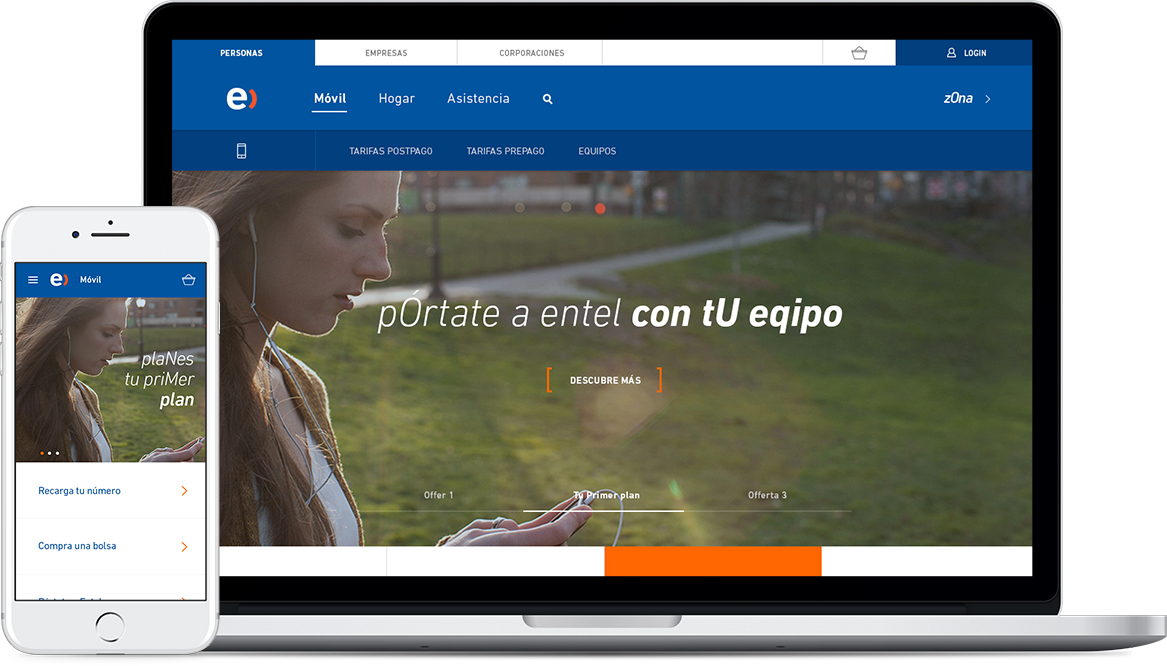 PERSONAS EMPRESAS CORPORACIONES LOGIN
e) Móvil Hogar Asistencia zOna
TARIFAS POSTPAGO TARIFAS PREPAGO EQUIPOS
pÓrtate a entel con tU eqipo
DESCUBRE MÁS
Offer 1 Tu Primer plan Offerta 3
e) Móvil
plaNes
tu priMer
plan
Recarga tu número
Compra una bolsa